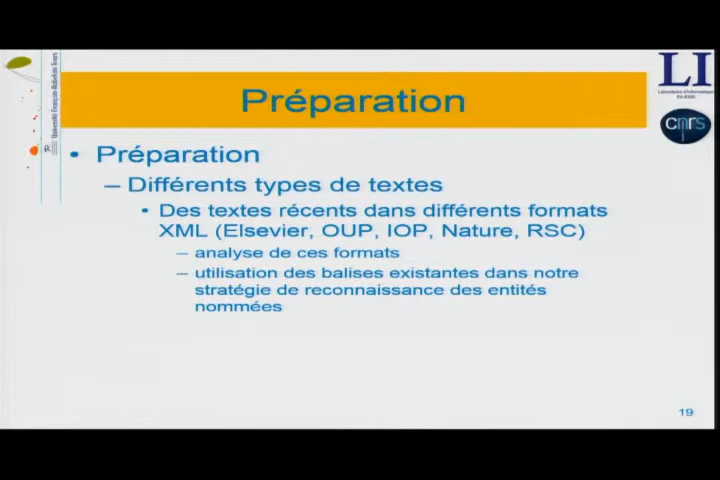 Préparation
• Préparation
– Différents types de textes
• Des textes récents dans différents formats
XML (Elsevier, OUP, IOP, Nature, RSC)
– analyse de ces formats
– utilisation des balises existantes dans notre
stratégie de reconnaissance des entités
nommées
19
Université François-Rabelais Tours
LI
Laboratoire d'Informatique
cnrs